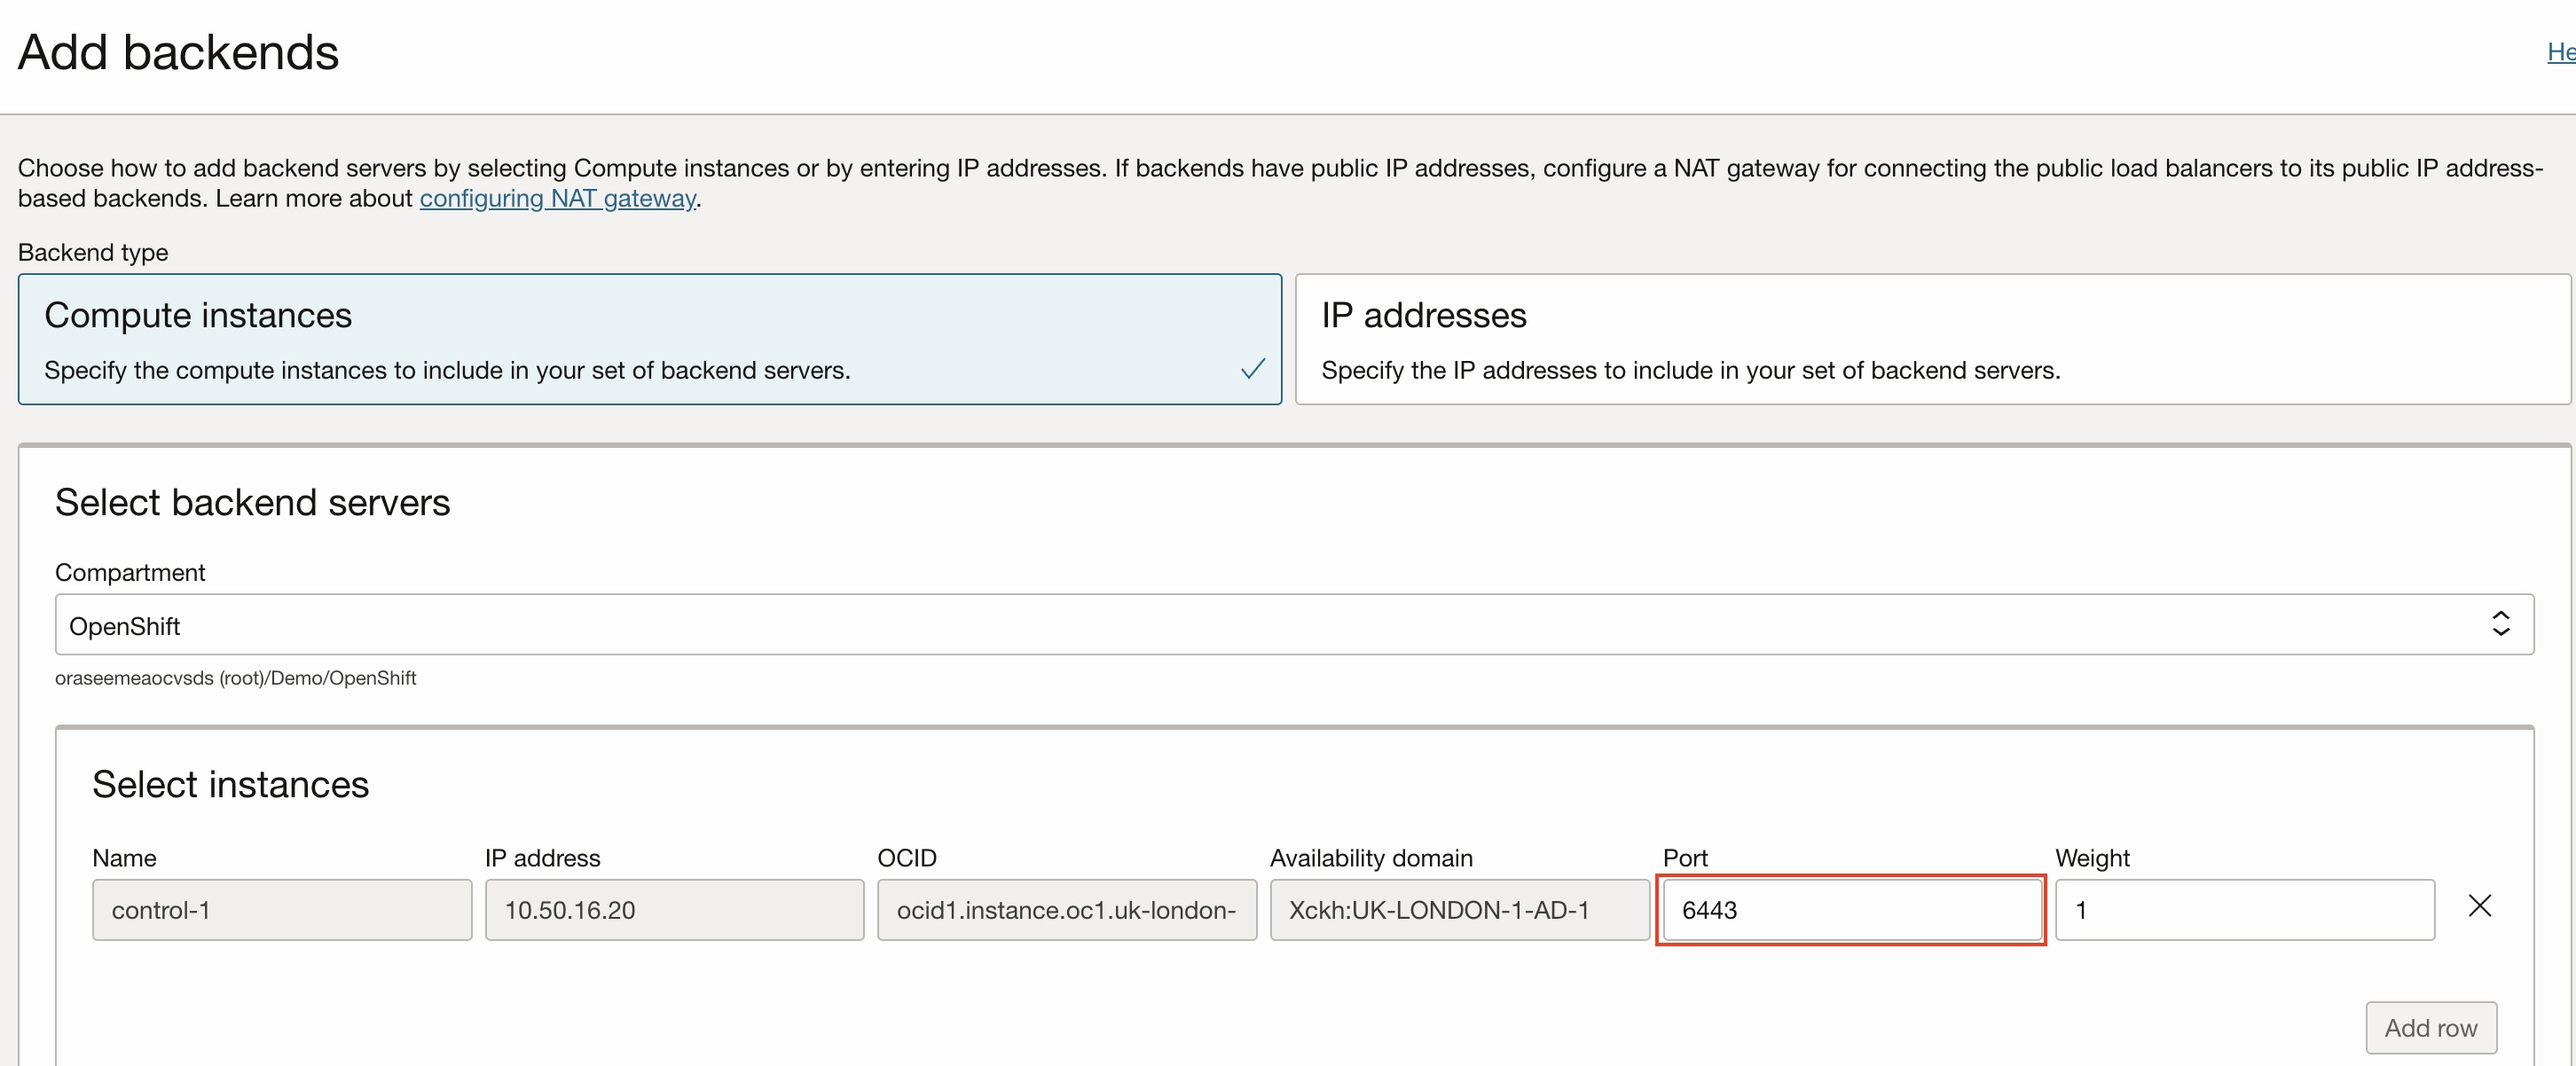 Add backends
He
Choose how to add backend servers by selecting Compute instances or by entering IP addresses. If backends have public IP addresses, configure a NAT gateway for connecting the public load balancers to its public IP address-
based backends. Learn more about configuring NAT gateway.
Backend type
Compute instances
Specify the compute instances to include in your set of backend servers.
IP addresses
Specify the IP addresses to include in your set of backend servers.
Select backend servers
Compartment
OpenShift
oraseemeaocvsds (root)/Demo/OpenShift
Select instances
Name IP address OCID Availability domain Port Weight
control-1 10.50.16.20 ocid1.instance.oc1.uk-london- Xckh:UK-LONDON-1-AD-1 6443 1
Add row